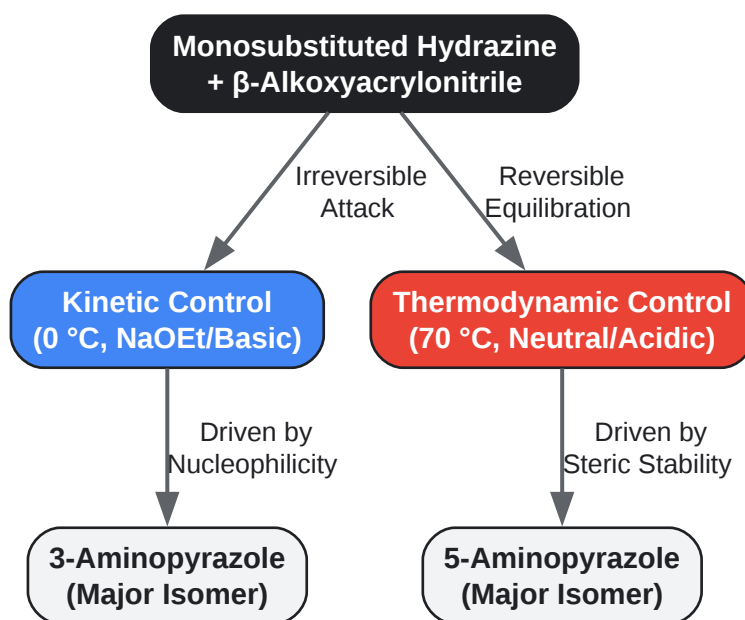 Monosubstituted Hydrazine
+ β-Alkoxyacrylonitrile
Irreversible
Attack
Reversible
Equilibration
Kinetic Control
(0 °C, NaOEt/Basic)
Thermodynamic Control
(70 °C, Neutral/Acidic)
Driven by
Nucleophilicity
Driven by
Steric Stability
3-Aminopyrazole
(Major Isomer)
5-Aminopyrazole
(Major Isomer)